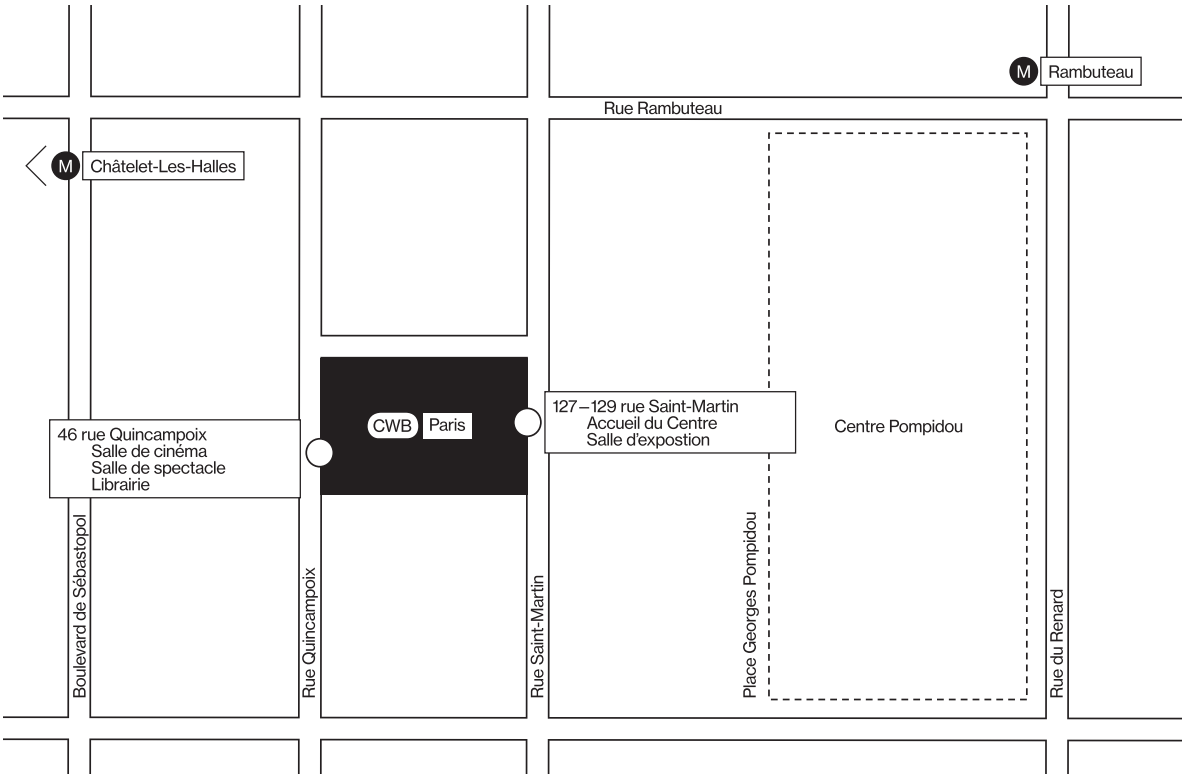 M Rambuteau
Rue Rambuteau
M Châtelet-Les-Halles
127–129 rue Saint-Martin
Accueil du Centre
Salle d'expostion
CWB Paris
Centre Pompidou
46 rue Quincampoix
Salle de cinéma
Salle de spectacle
Librairie
Boulevard de Sébastopol
Rue Quincampoix
Rue Saint-Martin
Place Georges Pompidou
Rue du Renard